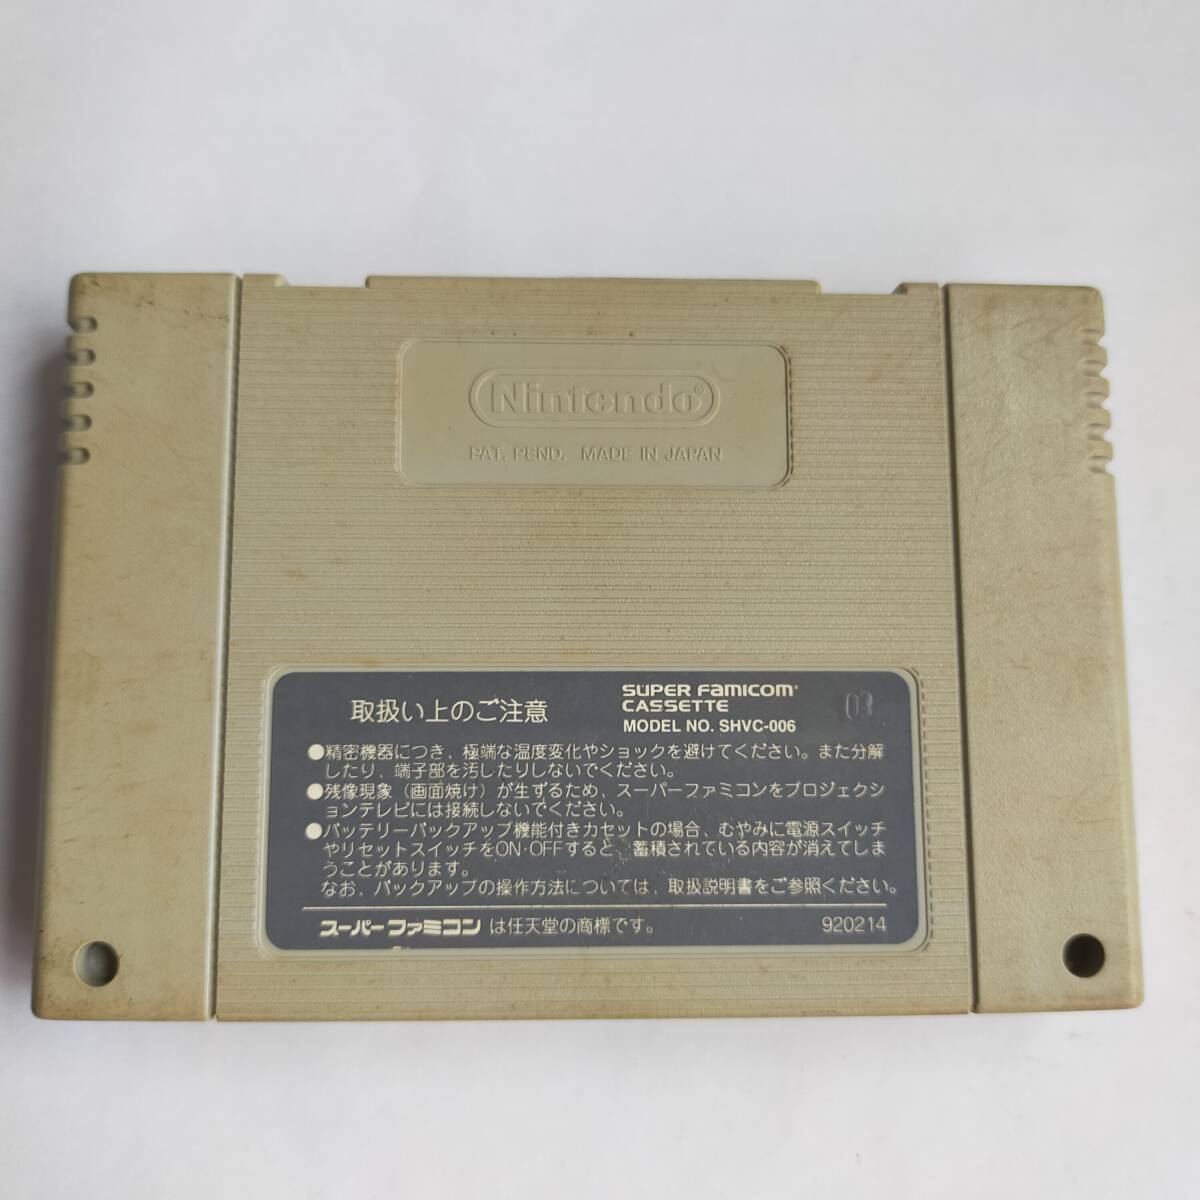 Nintendo®
PAT. PEND. MADE IN JAPAN
取扱い上のご注意
SUPER FAMICOM®
CASSETTE
MODEL NO. SHVC-006
03
●精密機器につき、極端な温度変化やショックを避けてください。また分解
したり、端子部を汚したりしないでください。
●残像現象（画面焼け）が生ずるため、スーパーファミコンをプロジェクシ
ョンテレビには接続しないでください。
●バッテリーバックアップ機能付きカセットの場合、むやみに電源スイッチ
やリセットスイッチをON·OFFすると、蓄積されている内容が消えてしま
うことがあります。
なお、バックアップの操作方法については、取扱説明書をご参照ください。
スーパーファミコン は任天堂の商標です。
920214